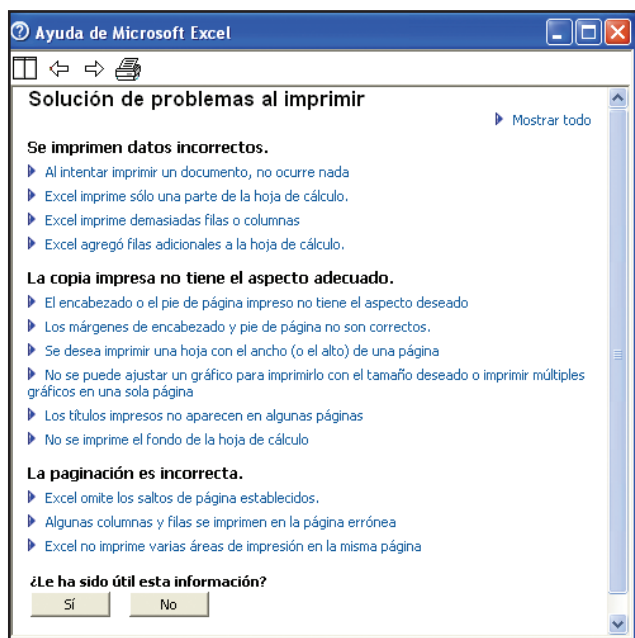 Ayuda de Microsoft Excel
Solución de problemas al imprimir
Mostrar todo
Se imprimen datos incorrectos.
Al intentar imprimir un documento, no ocurre nada
Excel imprime sólo una parte de la hoja de cálculo.
Excel imprime demasiadas filas o columnas
Excel agregó filas adicionales a la hoja de cálculo.
La copia impresa no tiene el aspecto adecuado.
El encabezado o el pie de página impreso no tiene el aspecto deseado
Los márgenes de encabezado y pie de página no son correctos.
Se desea imprimir una hoja con el ancho (o el alto) de una página
No se puede ajustar un gráfico para imprimirlo con el tamaño deseado o imprimir múltiples
gráficos en una sola página
Los títulos impresos no aparecen en algunas páginas
No se imprime el fondo de la hoja de cálculo
La paginación es incorrecta.
Excel omite los saltos de página establecidos.
Algunas columnas y filas se imprimen en la página errónea
Excel no imprime varias áreas de impresión en la misma página
¿Le ha sido útil esta información?
Sí No